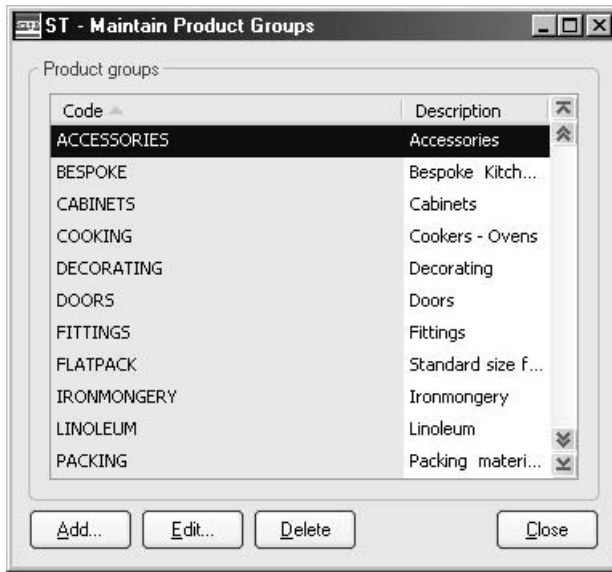 ST - Maintain Product Groups
Product groups
Code Description
ACCESSORIES Accessories
BESPOKE Bespoke Kitch...
CABINETS Cabinets
COOKING Cookers - Ovens
DECORATING Decorating
DOORS Doors
FITTINGS Fittings
FLATPACK Standard size f...
IRONMONGERY Ironmongery
LINOLEUM Linoleum
PACKING Packing materi...
Add... Edit... Delete Close